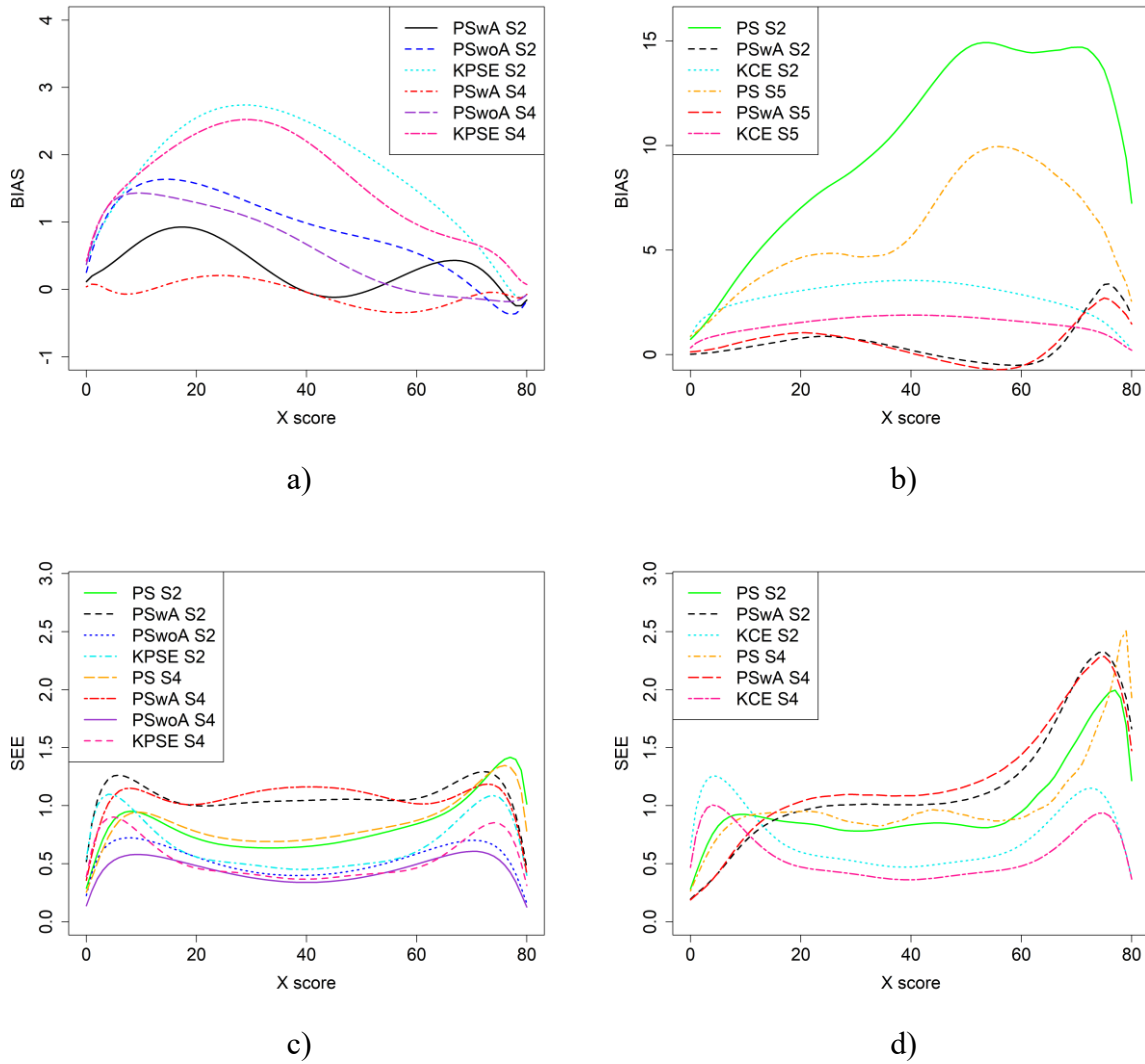 BIAS
4
3
2
1
0
-1
PSwA S2
PSwoA S2
KPSE S2
PSwA S4
PSwoA S4
KPSE S4
0 20 40 60 80
X score
a)
BIAS
15
10
5
0
PS S2
PSwA S2
KCE S2
PS S5
PSwA S5
KCE S5
0 20 40 60 80
X score
b)
SEE
3.0
2.5
2.0
1.5
1.0
0.5
0.0
PS S2
PSwA S2
PSwoA S2
KPSE S2
PS S4
PSwA S4
PSwoA S4
KPSE S4
0 20 40 60 80
X score
c)
SEE
3.0
2.5
2.0
1.5
1.0
0.5
0.0
PS S2
PSwA S2
KCE S2
PS S4
PSwA S4
KCE S4
0 20 40 60 80
X score
d)